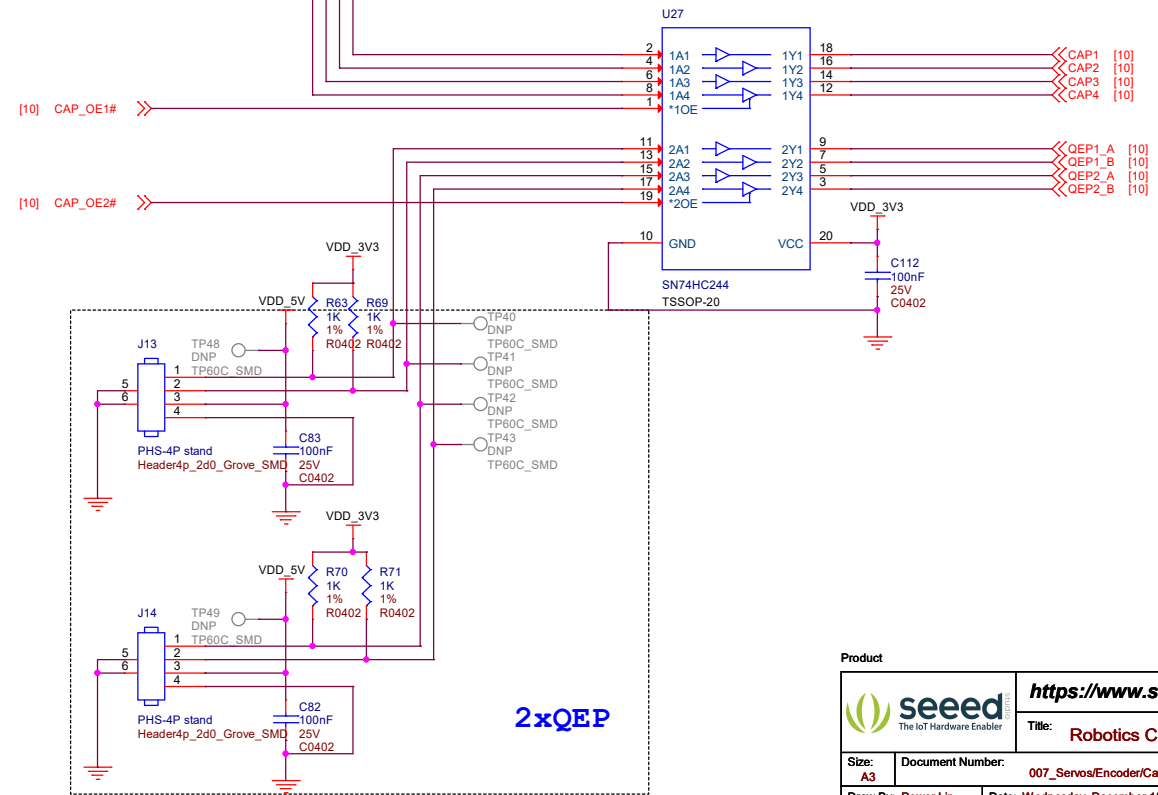 U27
2 1A1 1Y1 18 CAP1 [10]
4 1A2 1Y2 16 CAP2 [10]
6 1A3 1Y3 14 CAP3 [10]
8 1A4 1Y4 12 CAP4 [10]
[10] CAP_OE1# 1 *1OE
11 2A1 2Y1 9 QEP1_A [10]
13 2A2 2Y2 7 QEP1_B [10]
15 2A3 2Y3 5 QEP2_A [10]
17 2A4 2Y4 3 QEP2_B [10]
[10] CAP_OE2# 19 *2OE
VDD_3V3
10 GND VCC 20
VDD_3V3
C112
100nF
25V
C0402
SN74HC244
TSSOP-20
VDD_5V
R63 R69
1K 1K
1% 1%
R0402 R0402
TP40
DNP
TP60C_SMD
TP41
DNP
TP60C_SMD
TP42
DNP
TP60C_SMD
TP43
DNP
TP60C_SMD
J13
TP48
DNP
TP60C_SMD
1
5 2
6 3
4
PHS-4P stand
Header4p_2d0_Grove_SMD
C83
100nF
25V
C0402
VDD_3V3
VDD_5V
R70 R71
1K 1K
1% 1%
R0402 R0402
J14
TP49
DNP
TP60C_SMD
1
5 2
6 3
4
PHS-4P stand
Header4p_2d0_Grove_SMD
C82
100nF
25V
C0402
2xQEP
Product
seeed studio
The IoT Hardware Enabler
https://www.s
Title:
Robotics C
Size:
A3
Document Number:
007_Servos/Encoder/Ca